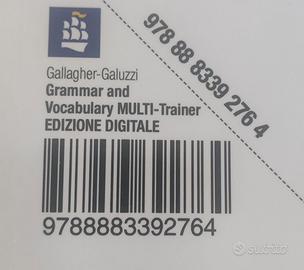 Gallagher-Galuzzi
Grammar and
Vocabulary MULTI-Trainer
EDIZIONE DIGITALE
9788883392764
978 88 8339 276 4
subito